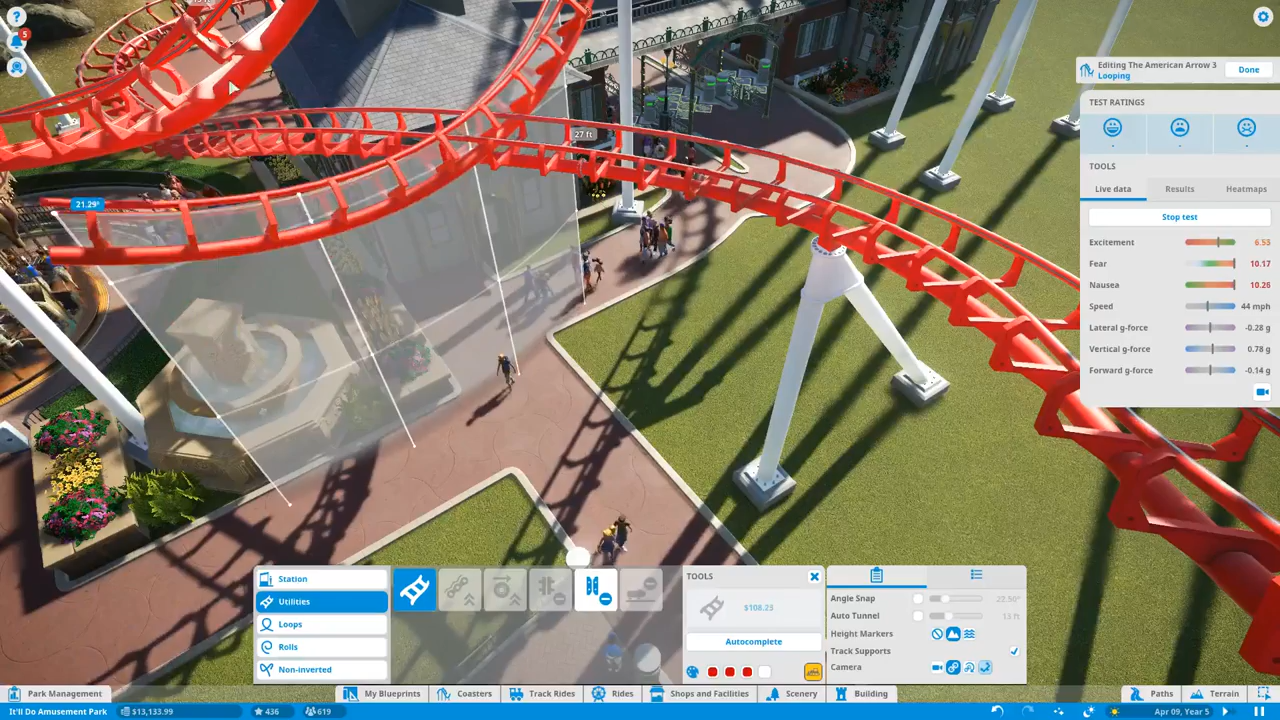 ?
5
Editing The American Arrow 3
Looping
Done
27 ft
21.29°
TEST RATINGS
- - -
TOOLS
Live data Results Heatmaps
Stop test
Excitement 6.53
Fear 10.17
Nausea 10.26
Speed 44 mph
Lateral g-force -0.28 g
Vertical g-force 0.78 g
Forward g-force -0.14 g
Station
Utilities
Loops
Rolls
Non-inverted
TOOLS
$108.23
Autocomplete
Angle Snap 22.50°
Auto Tunnel 13 ft
Height Markers
Track Supports
Camera
Park Management My Blueprints Coasters Track Rides Rides Shops and Facilities Scenery Building Paths Terrain
It'll Do Amusement Park $13,133.99 436 619 Apr 09, Year 5